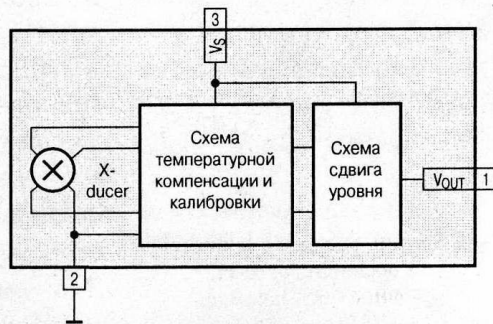 3
Vs
X-
ducer
Схема
температурной
компенсации и
калибровки
Схема
сдвига
уровня
VOUT 1
2